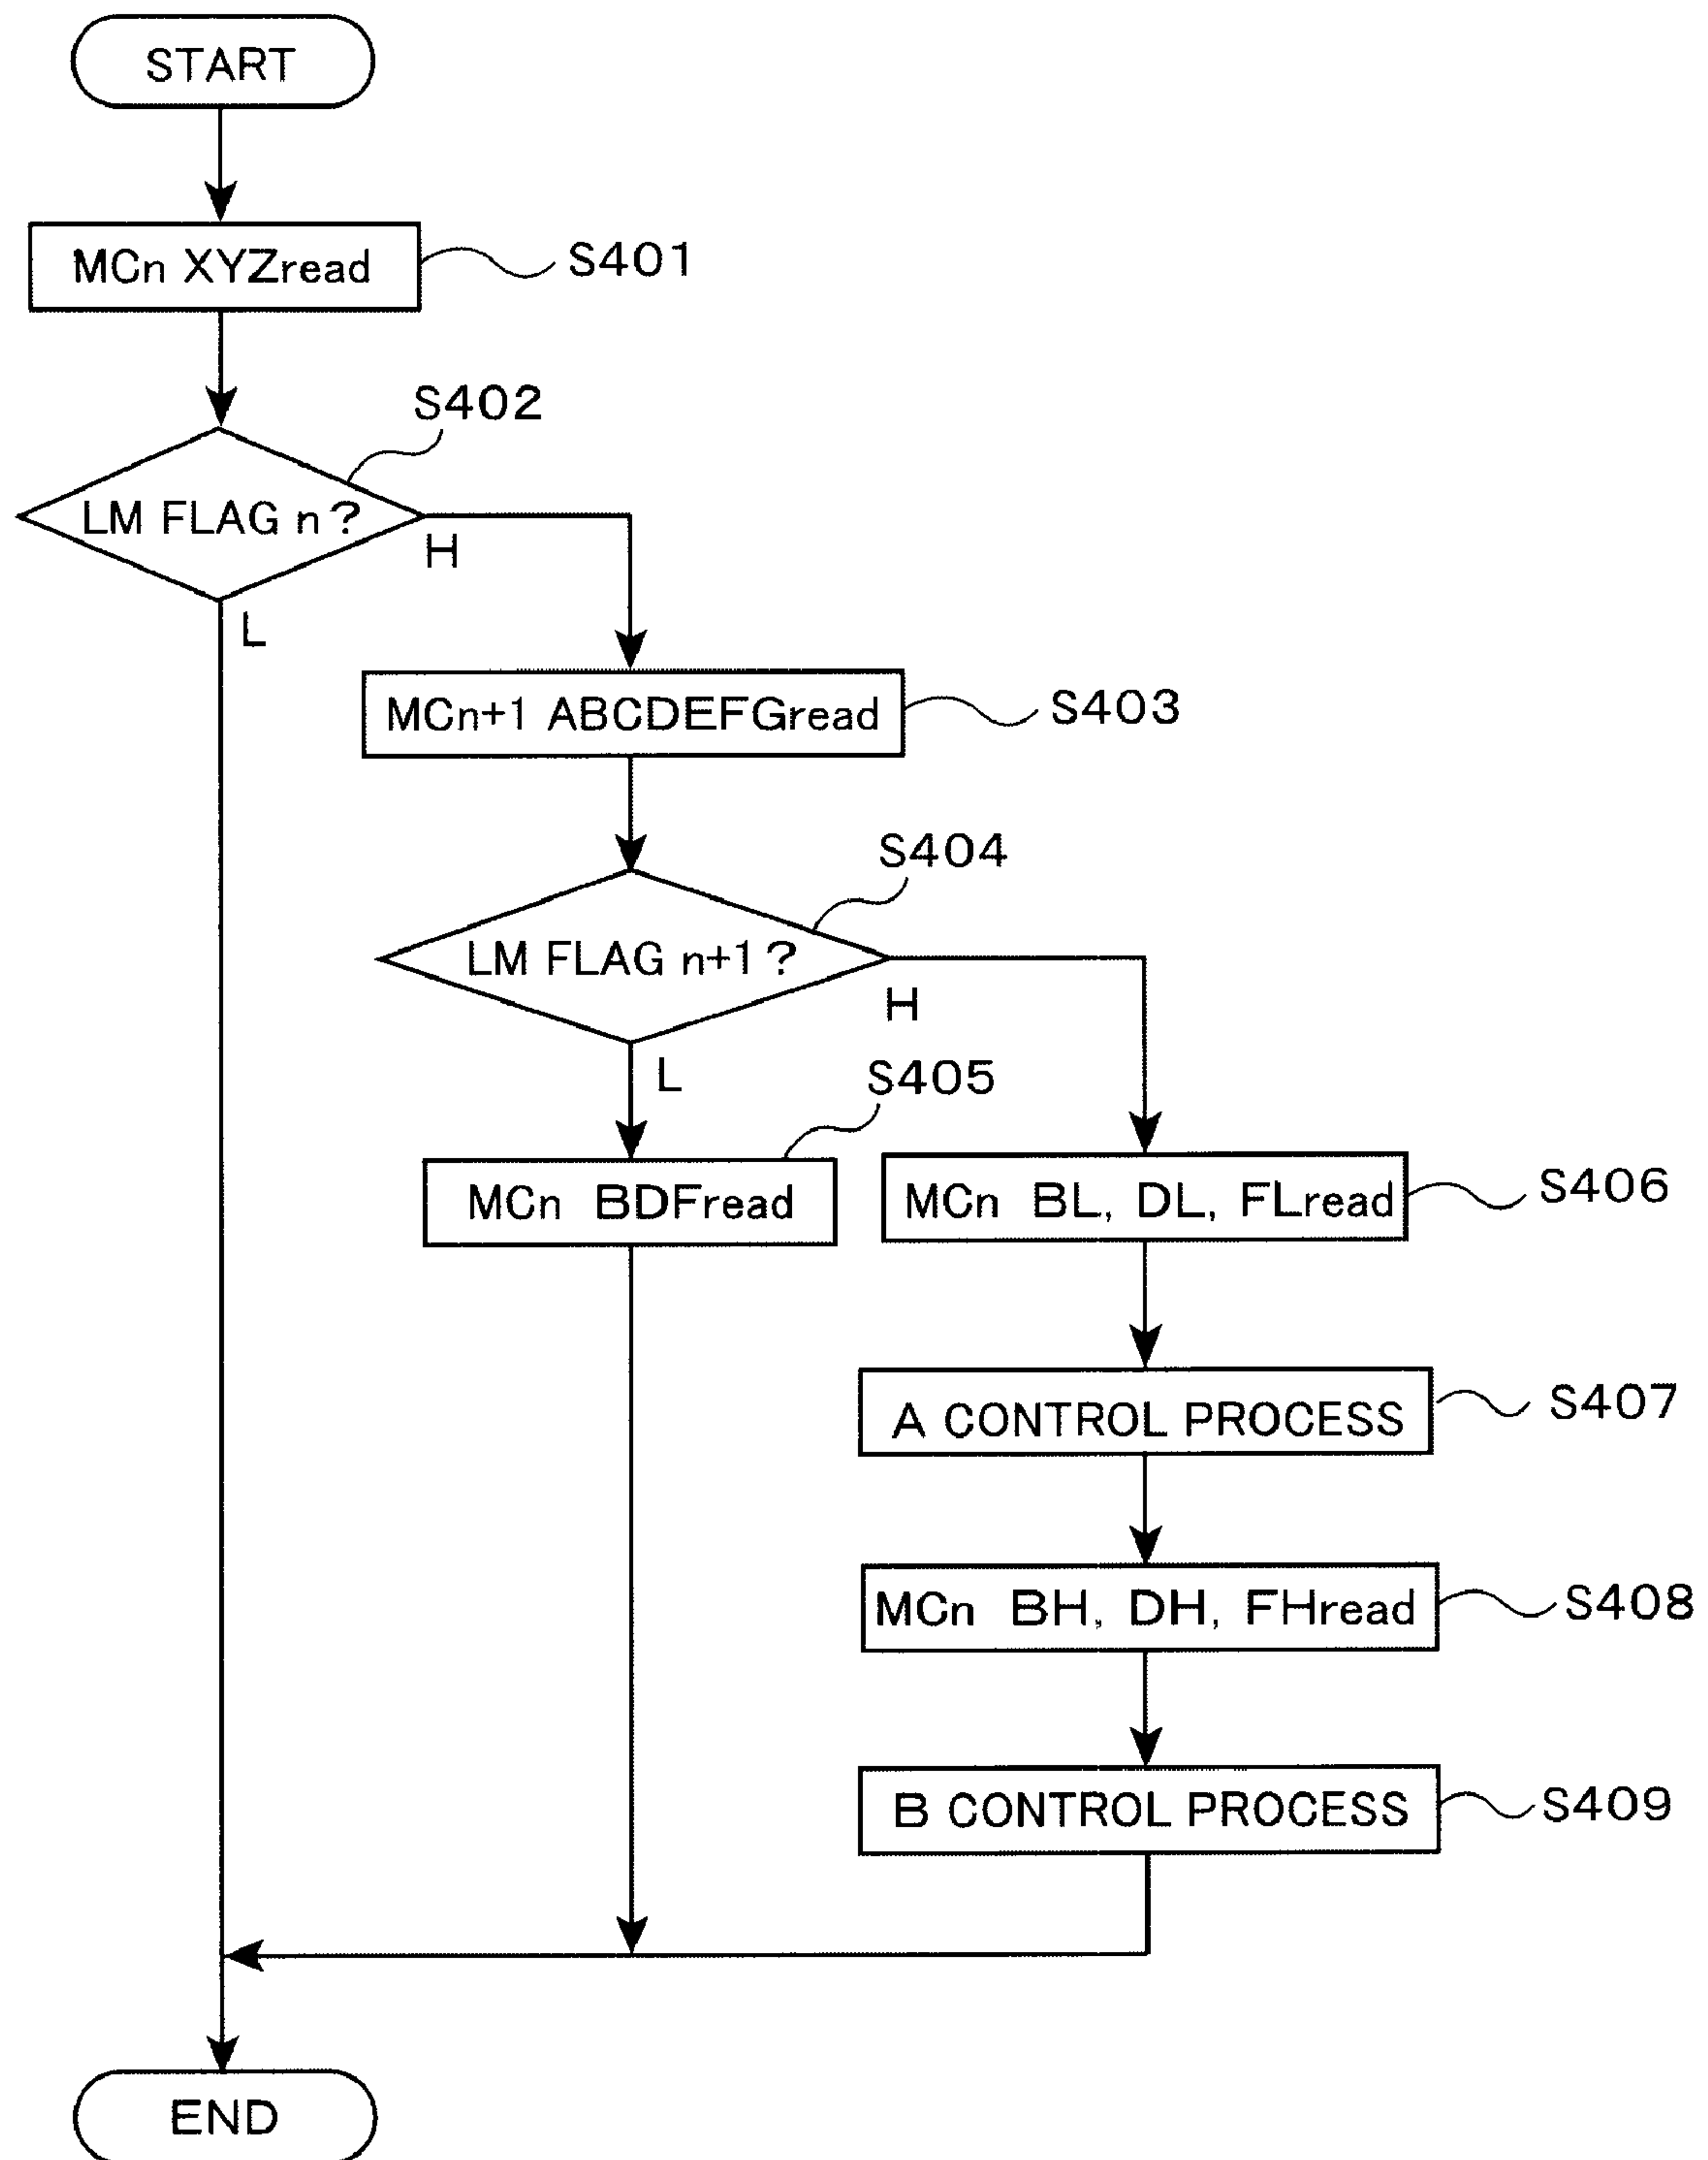 START
MCn XYZread
S401
S402
LM FLAG n?
H
L
MCn+1 ABCDEFGread
S403
S404
LM FLAG n+1?
H
L
S405
MCn BDFread
MCn BL, DL, FLread
S406
A CONTROL PROCESS
S407
MCn BH, DH, FHread
S408
B CONTROL PROCESS
S409
END